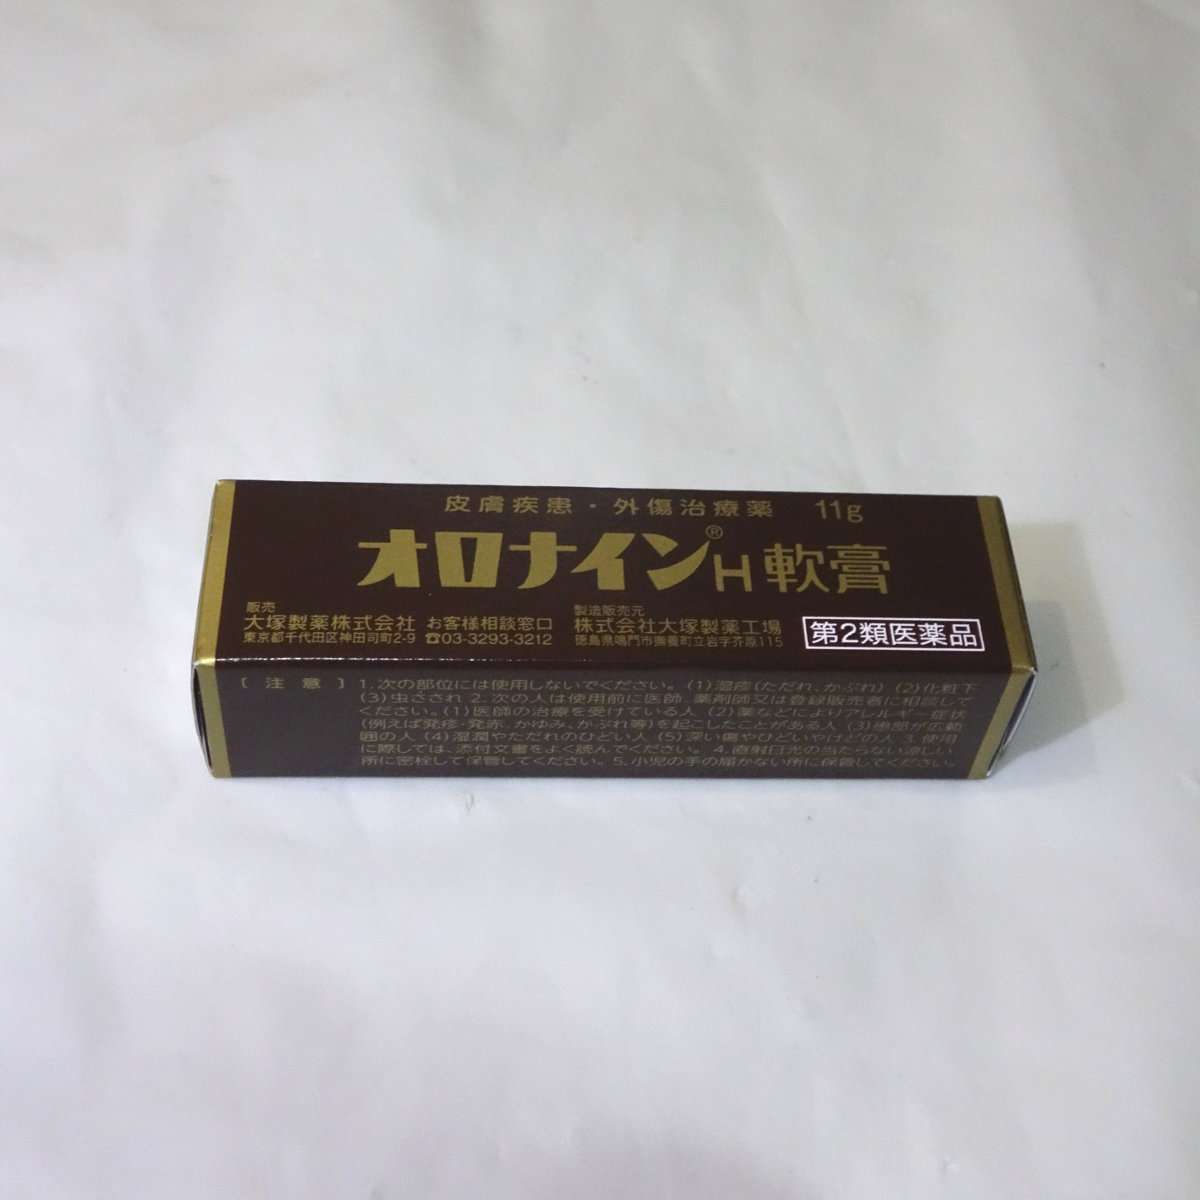 皮膚疾患・外傷治療薬 11g
オロナイン®H軟膏
販売
大塚製薬株式会社 お客様相談窓口
東京都千代田区神田司町2-9 ☎03-3293-3212
製造販売元
株式会社大塚製薬工場
徳島県鳴門市撫養町立岩字芥原115
第2類医薬品
〔注意〕1.次の部位には使用しないでください。(1)湿疹(ただれ、かぶれ) (2)化粧下
(3)虫さされ 2.次の人は使用前に医師、薬剤師又は登録販売者に相談して
ください。(1)医師の治療を受けている人 (2)薬などによりアレルギー症状
(例えば発疹・発赤、かゆみ、かぶれ等)を起こしたことがある人 (3)患部が広範
囲の人 (4)湿潤やただれのひどい人 (5)深い傷やひどいやけどの人 3.使用
に際しては、添付文書をよく読んでください。 4.直射日光の当たらない涼しい
所に密栓して保管してください。5.小児の手の届かない所に保管してください。